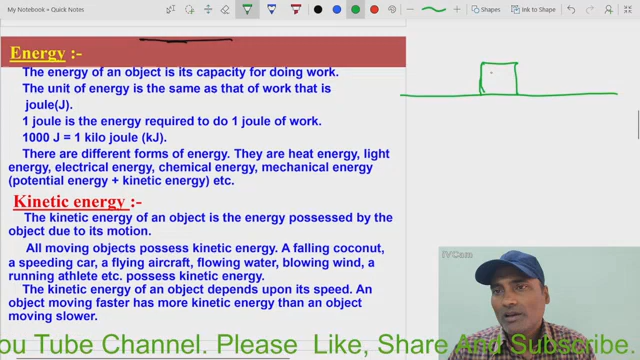 My Notebook » My Notes
Shapes
Ink to Shape
Energy :-
The energy of an object is its capacity for doing work.
The unit of energy is the same as that of work that is
joule(J).
1 joule is the energy required to do 1 joule of work.
1000 J = 1 kilo joule (kJ).
There are different forms of energy. They are heat energy, light
energy, electrical energy, chemical energy, mechanical energy
(potential energy + kinetic energy) etc.
Kinetic energy :-
The kinetic energy of an object is the energy possessed by the
object due to its motion.
All moving objects possess kinetic energy. A falling coconut,
a speeding car, a flying aircraft, flowing water, blowing wind, a
running athlete etc. possess kinetic energy.
The kinetic energy of an object depends upon its speed. An
object moving faster has more kinetic energy than an object
moving slower.
iVCam
ou Tube Channel. Please Like, Share And Subscribe.